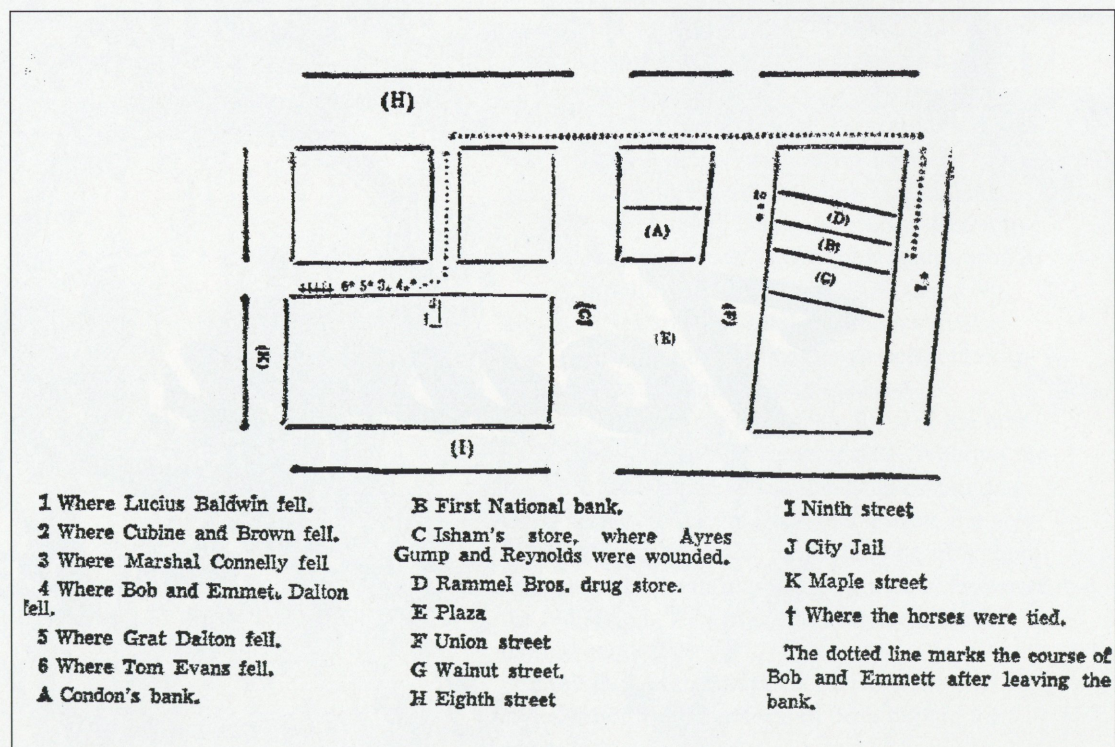 (H)
(A)
(D)
(B)
(C)
6* 5* 3* 4*
(G)
(F)
(E)
(K)
(I)
1 Where Lucius Baldwin fell.
2 Where Cubine and Brown fell.
3 Where Marshal Connelly fell
4 Where Bob and Emmet, Dalton
fell.
5 Where Grat Dalton fell.
6 Where Tom Evans fell.
A Condon's bank.
B First National bank.
C Isham's store, where Ayres
Gump and Reynolds were wounded.
D Rammel Bros. drug store.
E Plaza
F Union street
G Walnut street.
H Eighth street
I Ninth street
J City Jail
K Maple street
† Where the horses were tied.
The dotted line marks the course of
Bob and Emmett after leaving the
bank.